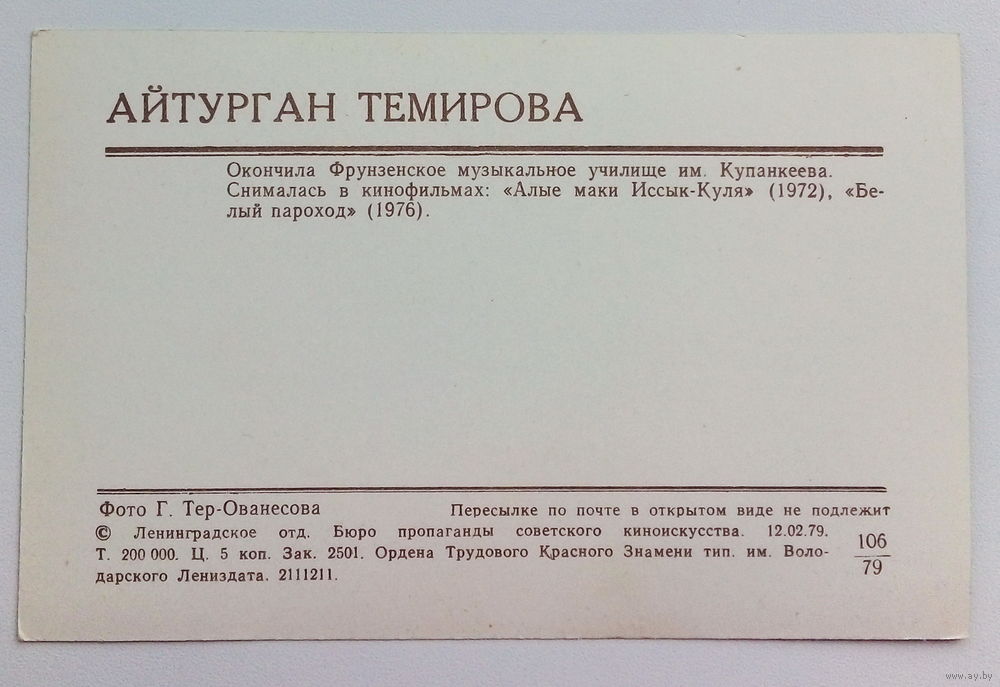 АЙТУРГАН ТЕМИРОВА
Окончила Фрунзенское музыкальное училище им. Купанкеева.
Снималась в кинофильмах: «Алые маки Иссык-Куля» (1972), «Бе-
лый пароход» (1976).
Фото Г. Тер-Ованесова Пересылке по почте в открытом виде не подлежит
© Ленинградское отд. Бюро пропаганды советского киноискусства. 12.02.79.
Т. 200 000. Ц. 5 коп. Зак. 2501. Ордена Трудового Красного Знамени тип. им. Воло-
дарского Лениздата. 2111211.
106
79
www.ay.by